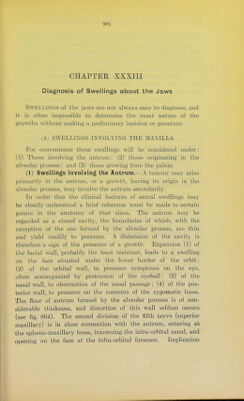 903
CHAPTER XXXIII
Diagnosis of Swellings about the Jaws
Swellings of the jaws are not always easy to diagnose, and
it is often impossible to determine the exact nature of the
growths without making a preliminary incision or puncture.
(A) SWELLINGS INVOLVING THE MAXILLA
For convenience these swellings will be considered under:
(1) Those involving the antrum; (2) those originating in the
alveolar process; and (3) those growing from the palate.
(1) Swellings involving the Antrum.—A tumour may arise
primarily in the antrum, or a growth, having its origin in the
alveolar process, may involve the antrum secondarily.
In order that the clinical features of antral swellings may
be clearly understood a brief reference must be made to certain
points in the anatomy of that sinus. The antrum may be
regarded as a closed cavity, the boundaries of which, with the
exception of the one formed by the alveolar process, are thin
and yield readily to pressure. A distension of the cavity is
therefore a sign of the presence of a growth. Expansion (1) of
the facial wall, probably the least resistant, leads to a swelling
on the face situated under the lower border of the orbit;
(2) of the orbital wall, to pressure symptoms on the eye,
often accompanied by protrusion of the eyeball; (3) of the
nasal wall, to obstruction of the nasal passage; (4) of the pos-
terior wall, to pressure on the contents of the zygomatic fossa.
The floor of antrum formed by the alveolar process is of con-
siderable thickness, and distortion of this wall seldom occurs
(see fig. 864). The second division of the fifth nerve (superior
maxillary) is in close connection with the antrum, entering at
the spheno-maxillary fossa, traversing the infra-orbital canal, and
opening on the face at the infra-orbital foramen. Implication